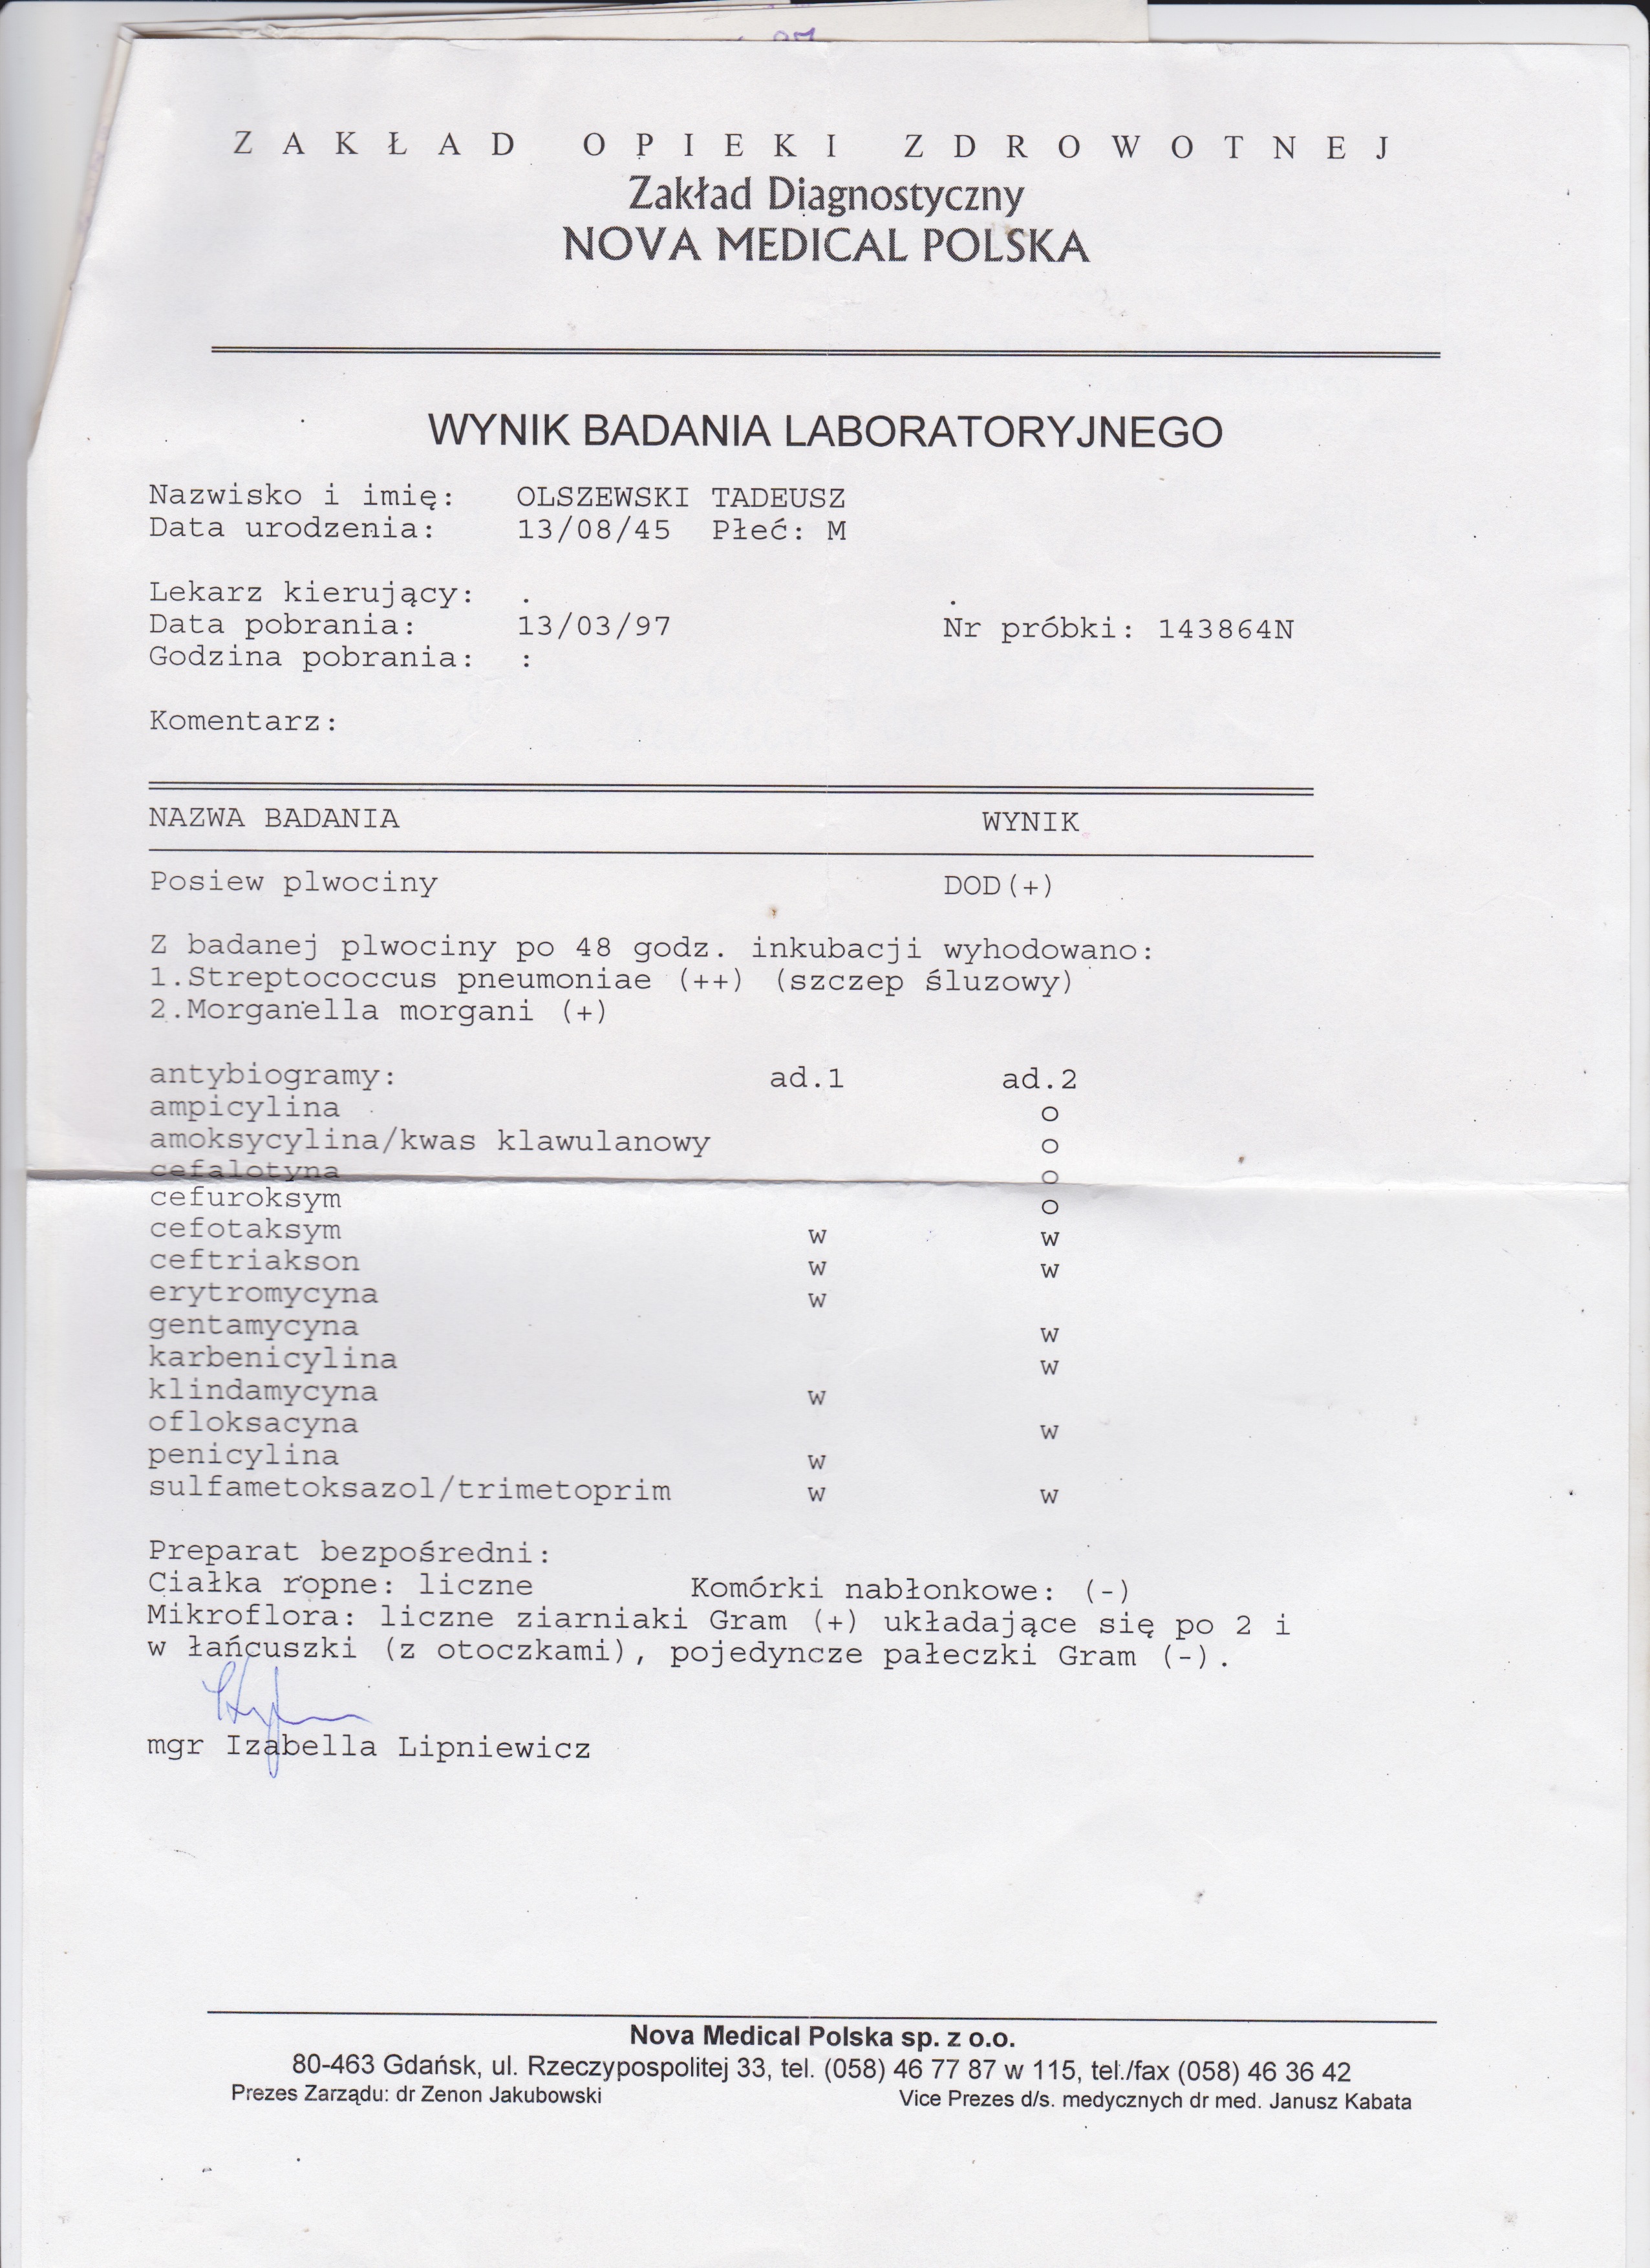 ZAKŁAD OPIEKI ZDROWOTNEJ
Zakład Diagnostyczny
NOVA MEDICAL POLSKA
WYNIK BADANIA LABORATORYJNEGO
Nazwisko i imię: OLSZEWSKI TADEUSZ
Data urodzenia: 13/08/45 Płeć: M
Lekarz kierujący: .
Data pobrania: 13/03/97 Nr próbki: 143864N
Godzina pobrania: :
Komentarz:
NAZWA BADANIA WYNIK
Posiew plwociny DOD(+)
Z badanej plwociny po 48 godz. inkubacji wyhodowano:
1.Streptococcus pneumoniae (++) (szczep śluzowy)
2.Morganella morgani (+)
antybiogramy: ad.1 ad.2
ampicylina o
amoksycylina/kwas klawulanowy o
cefalotyna o
cefuroksym o
cefotaksym w w
ceftriakson w w
erytromycyna w
gentamycyna w
karbenicylina w
klindamycyna w
ofloksacyna w
penicylina w
sulfametoksazol/trimetoprim w w
Preparat bezpośredni:
Ciałka ropne: liczne Komórki nabłonkowe: (-)
Mikroflora: liczne ziarniaki Gram (+) układające się po 2 i
w łańcuszki (z otoczkami), pojedyncze pałeczki Gram (-).
mgr Izabella Lipniewicz
Nova Medical Polska sp. z o.o.
80-463 Gdańsk, ul. Rzeczypospolitej 33, tel. (058) 46 77 87 w 115, tel./fax (058) 46 36 42
Prezes Zarządu: dr Zenon Jakubowski Vice Prezes d/s. medycznych dr med. Janusz Kabata